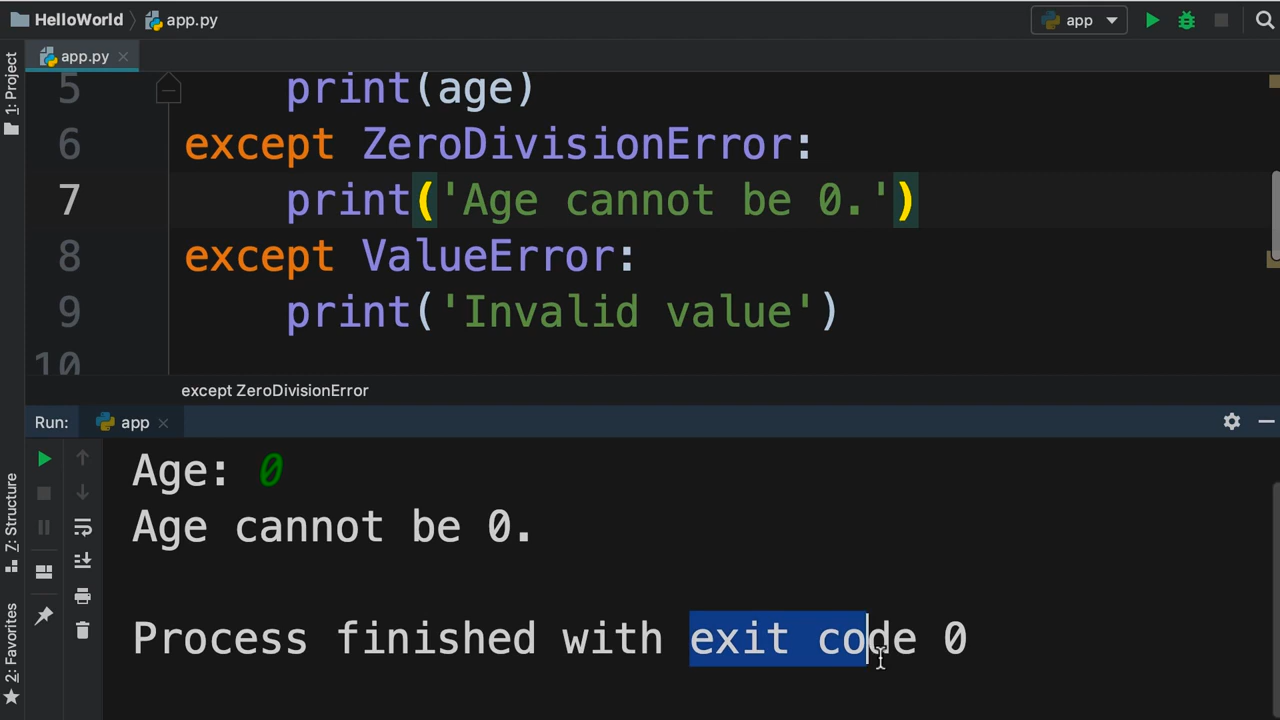 HelloWorld
app.py
app
app.py
1: Project
5 print(age)
6 except ZeroDivisionError:
7 print('Age cannot be 0.')
8 except ValueError:
9 print('Invalid value')
10
except ZeroDivisionError
Run: app
Age: 0
Age cannot be 0.
Process finished with exit code 0
Z: Structure
2: Favorites